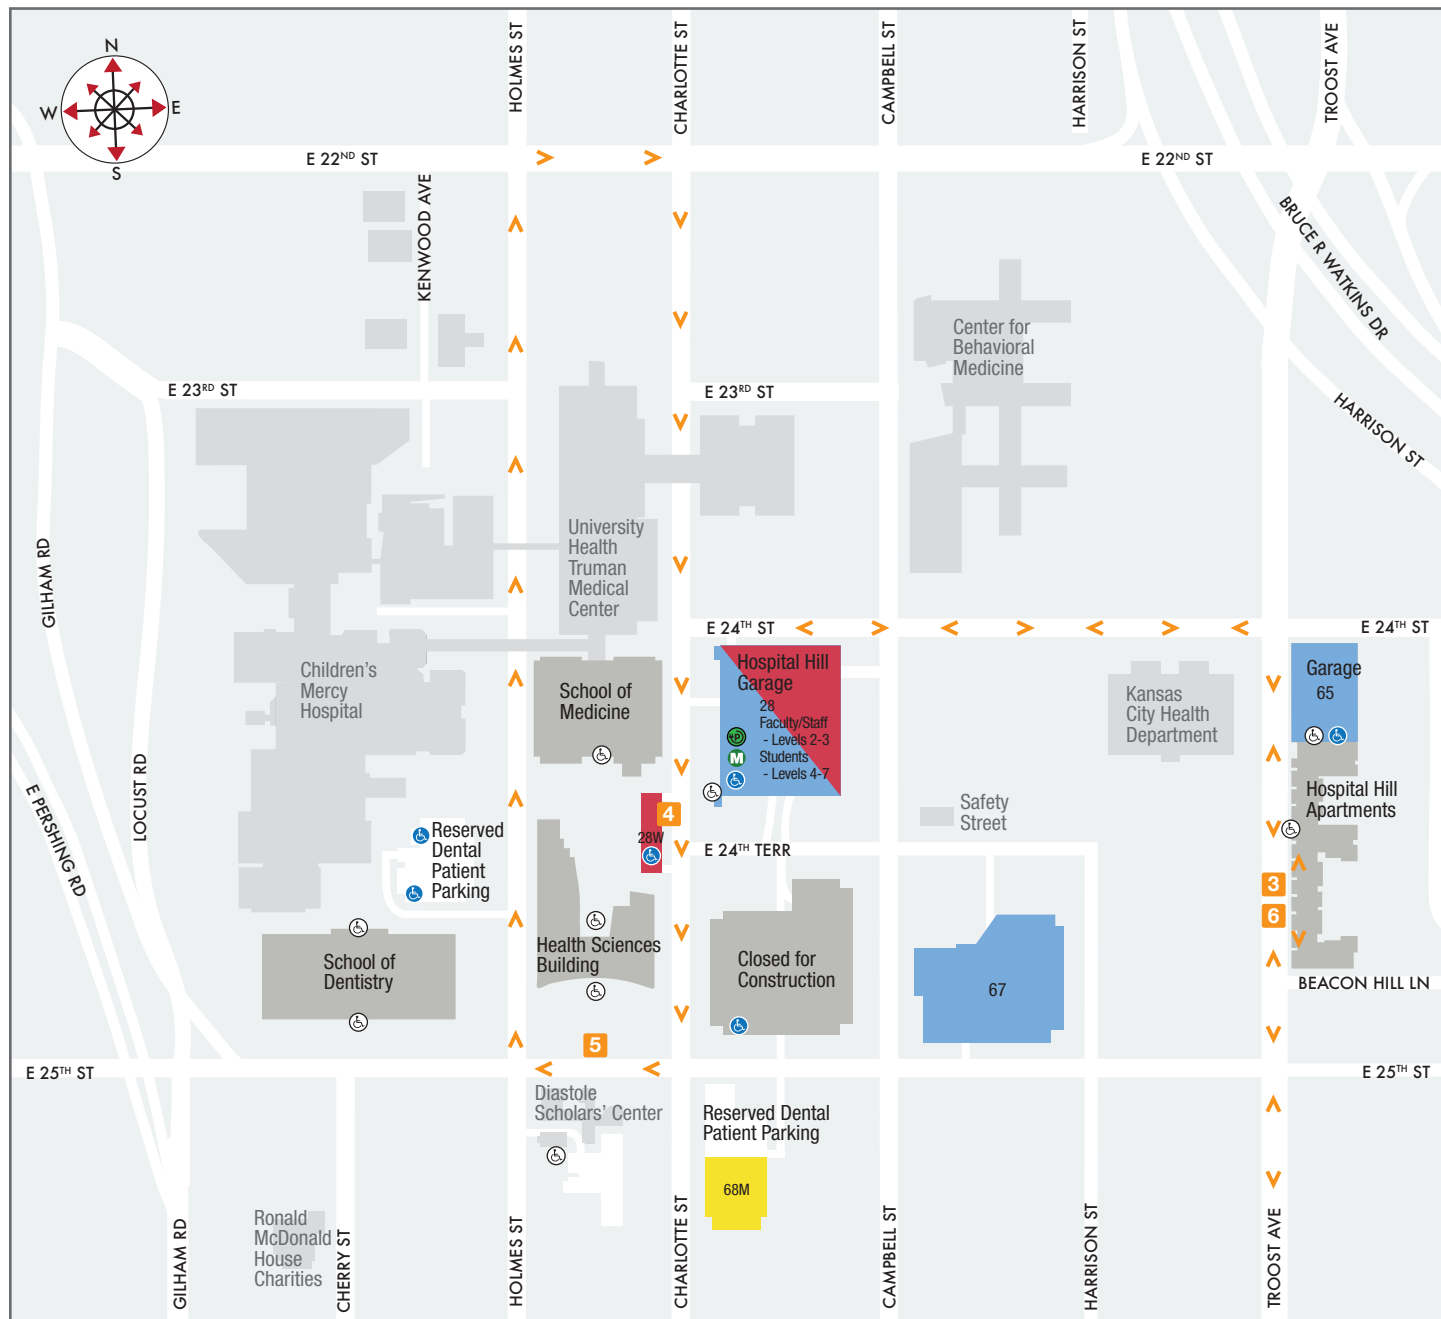 N
W
E
S
HOLMES ST
CHARLOTTE ST
CAMPBELL ST
HARRISON ST
TROOST AVE
E 22ND ST
E 22ND ST
KENWOOD AVE
BRUCE R WATKINS DR
Center for
Behavioral
Medicine
E 23RD ST
E 23RD ST
HARRISON ST
GILHAM RD
University
Health
Truman
Medical
Center
E 24TH ST
E 24TH ST
Children's
Mercy
Hospital
School of
Medicine
Hospital Hill
Garage
28
Faculty/Staff
- Levels 2-3
P
M
Students
- Levels 4-7
Kansas
City Health
Department
Garage
65
LOCUST RD
E PERSHING RD
Reserved
Dental
Patient
Parking
4
28W
E 24TH TERR
Safety
Street
Hospital Hill
Apartments
3
6
School of
Dentistry
Health Sciences
Building
Closed for
Construction
67
BEACON HILL LN
5
E 25TH ST
E 25TH ST
Diastole
Scholars' Center
Reserved Dental
Patient Parking
68M
Ronald
McDonald
House
Charities
GILHAM RD
CHERRY ST
HOLMES ST
CHARLOTTE ST
CAMPBELL ST
HARRISON ST
TROOST AVE